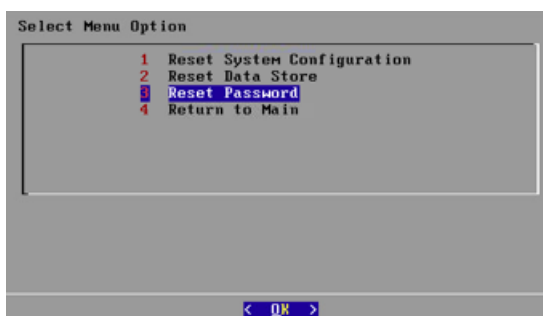 Select Menu Option
1 Reset System Configuration
2 Reset Data Store
3 Reset Password
4 Return to Main
< OK >